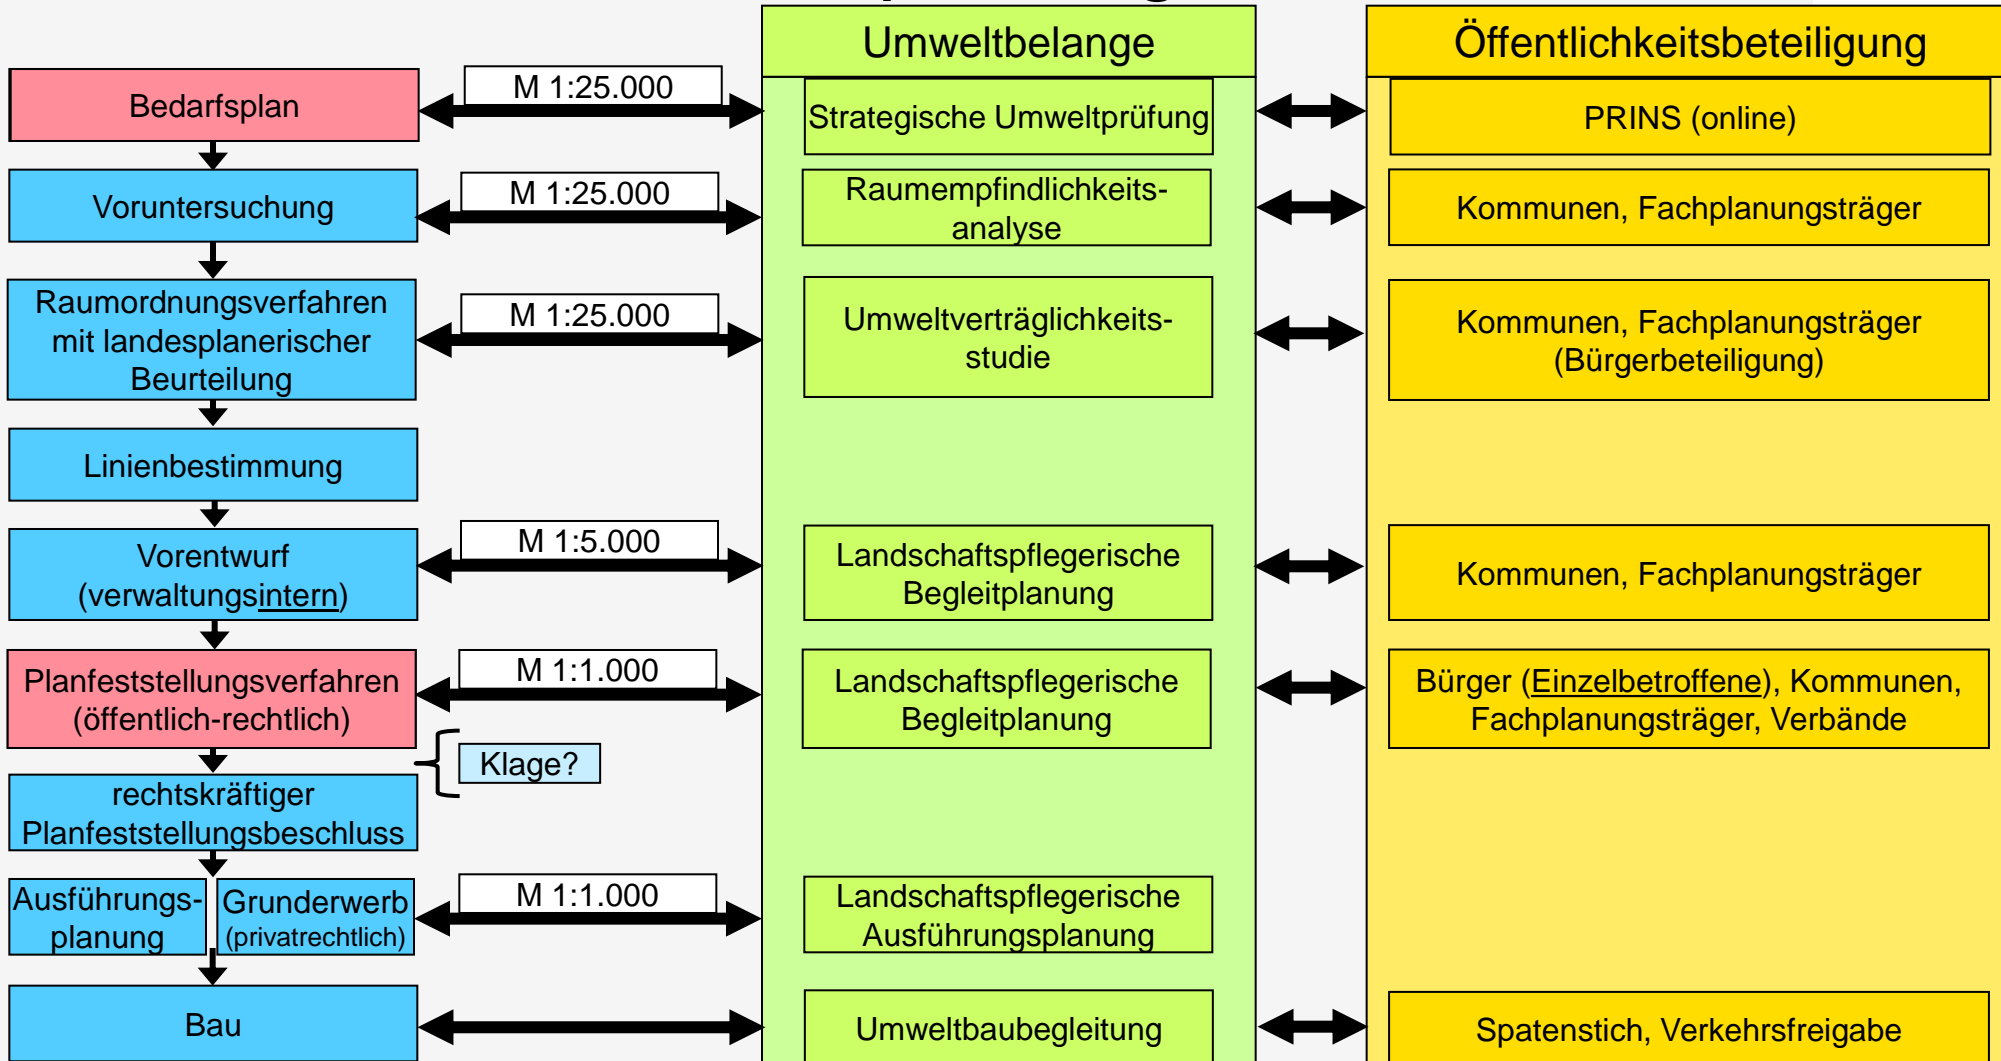 Umweltbelange
Öffentlichkeitsbeteiligung
Bedarfsplan
M 1:25.000
Strategische Umweltprüfung
PRINS (online)
Voruntersuchung
M 1:25.000
Raumempfindlichkeits-
analyse
Kommunen, Fachplanungsträger
Raumordnungsverfahren
mit landesplanerischer
Beurteilung
M 1:25.000
Umweltverträglichkeits-
studie
Kommunen, Fachplanungsträger
(Bürgerbeteiligung)
Linienbestimmung
Vorentwurf
(verwaltungsintern)
M 1:5.000
Landschaftspflegerische
Begleitplanung
Kommunen, Fachplanungsträger
Planfeststellungsverfahren
(öffentlich-rechtlich)
M 1:1.000
Landschaftspflegerische
Begleitplanung
Bürger (Einzelbetroffene), Kommunen,
Fachplanungsträger, Verbände
Klage?
rechtskräftiger
Planfeststellungsbeschluss
Ausführungs-
planung
Grunderwerb
(privatrechtlich)
M 1:1.000
Landschaftspflegerische
Ausführungsplanung
Bau
Umweltbaubegleitung
Spatenstich, Verkehrsfreigabe